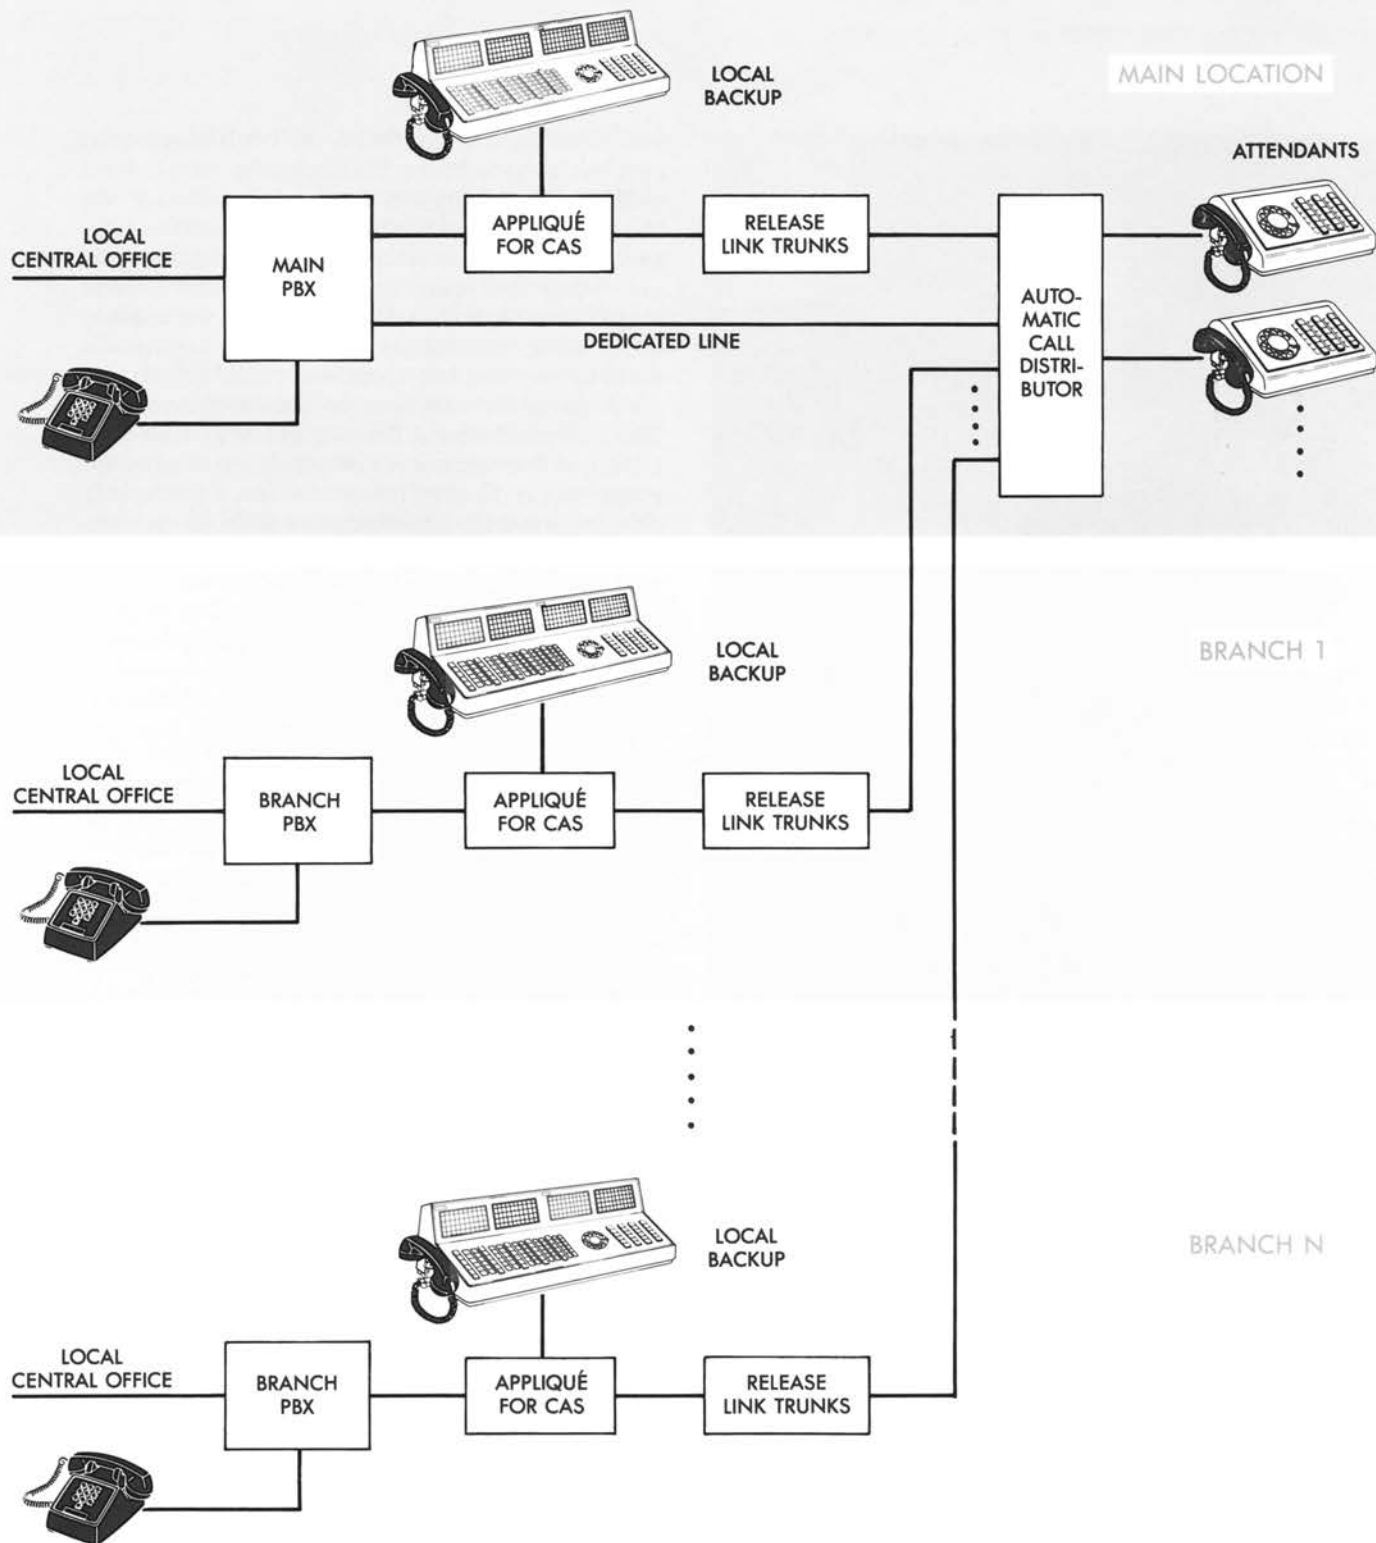 LOCAL
BACKUP
MAIN LOCATION
ATTENDANTS
LOCAL
CENTRAL OFFICE
MAIN
PBX
APPLIQUÉ
FOR CAS
RELEASE
LINK TRUNKS
DEDICATED LINE
AUTO-
MATIC
CALL
DISTRI-
BUTOR
LOCAL
BACKUP
BRANCH 1
LOCAL
CENTRAL OFFICE
BRANCH
PBX
APPLIQUÉ
FOR CAS
RELEASE
LINK TRUNKS
LOCAL
BACKUP
BRANCH N
LOCAL
CENTRAL OFFICE
BRANCH
PBX
APPLIQUÉ
FOR CAS
RELEASE
LINK TRUNKS